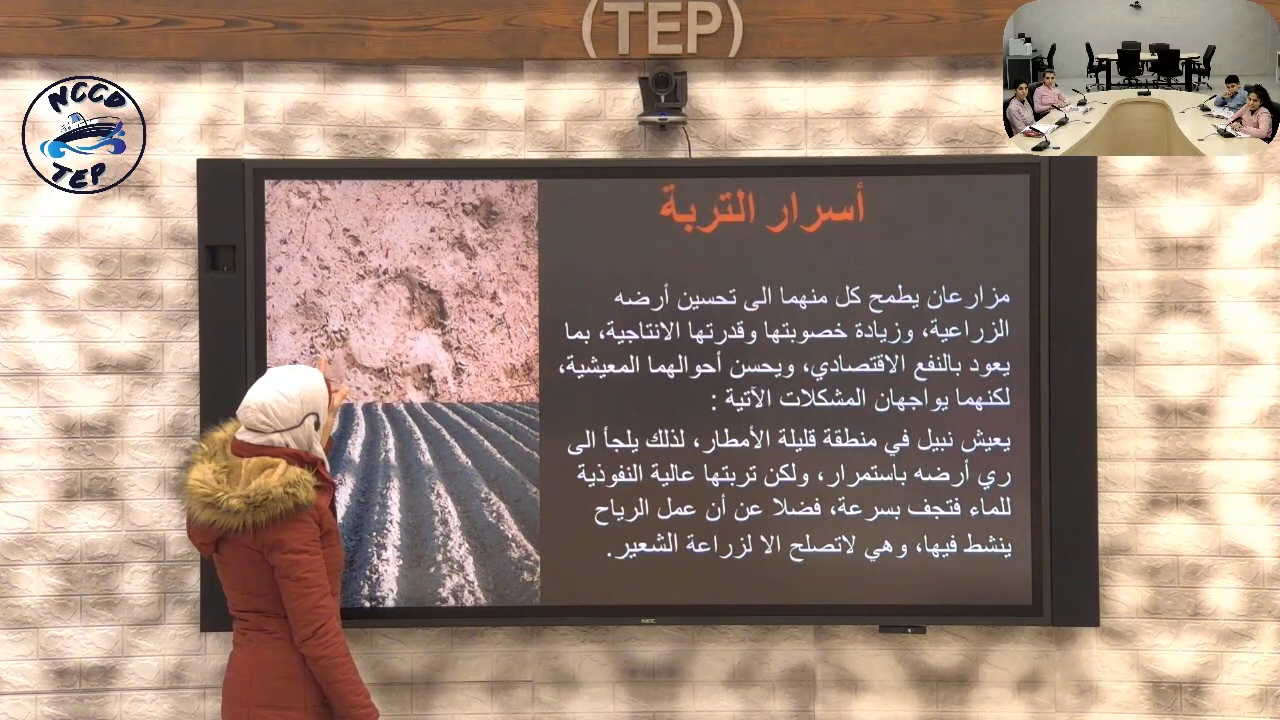 (TEP)
NCCD
TEP
أسرار التربة
مزارعان يطمح كل منهما الى تحسين أرضه
الزراعية، وزيادة خصوبتها وقدرتها الانتاجية، بما
يعود بالنفع الاقتصادي، ويحسن أحوالهما المعيشية،
لكنهما يواجهان المشكلات الآتية :
يعيش نبيل في منطقة قليلة الأمطار، لذلك يلجأ الى
ري أرضه باستمرار، ولكن تربتها عالية النفوذية
للماء فتجف بسرعة، فضلا عن أن عمل الرياح
ينشط فيها، وهي لاتصلح الا لزراعة الشعير.
NEC